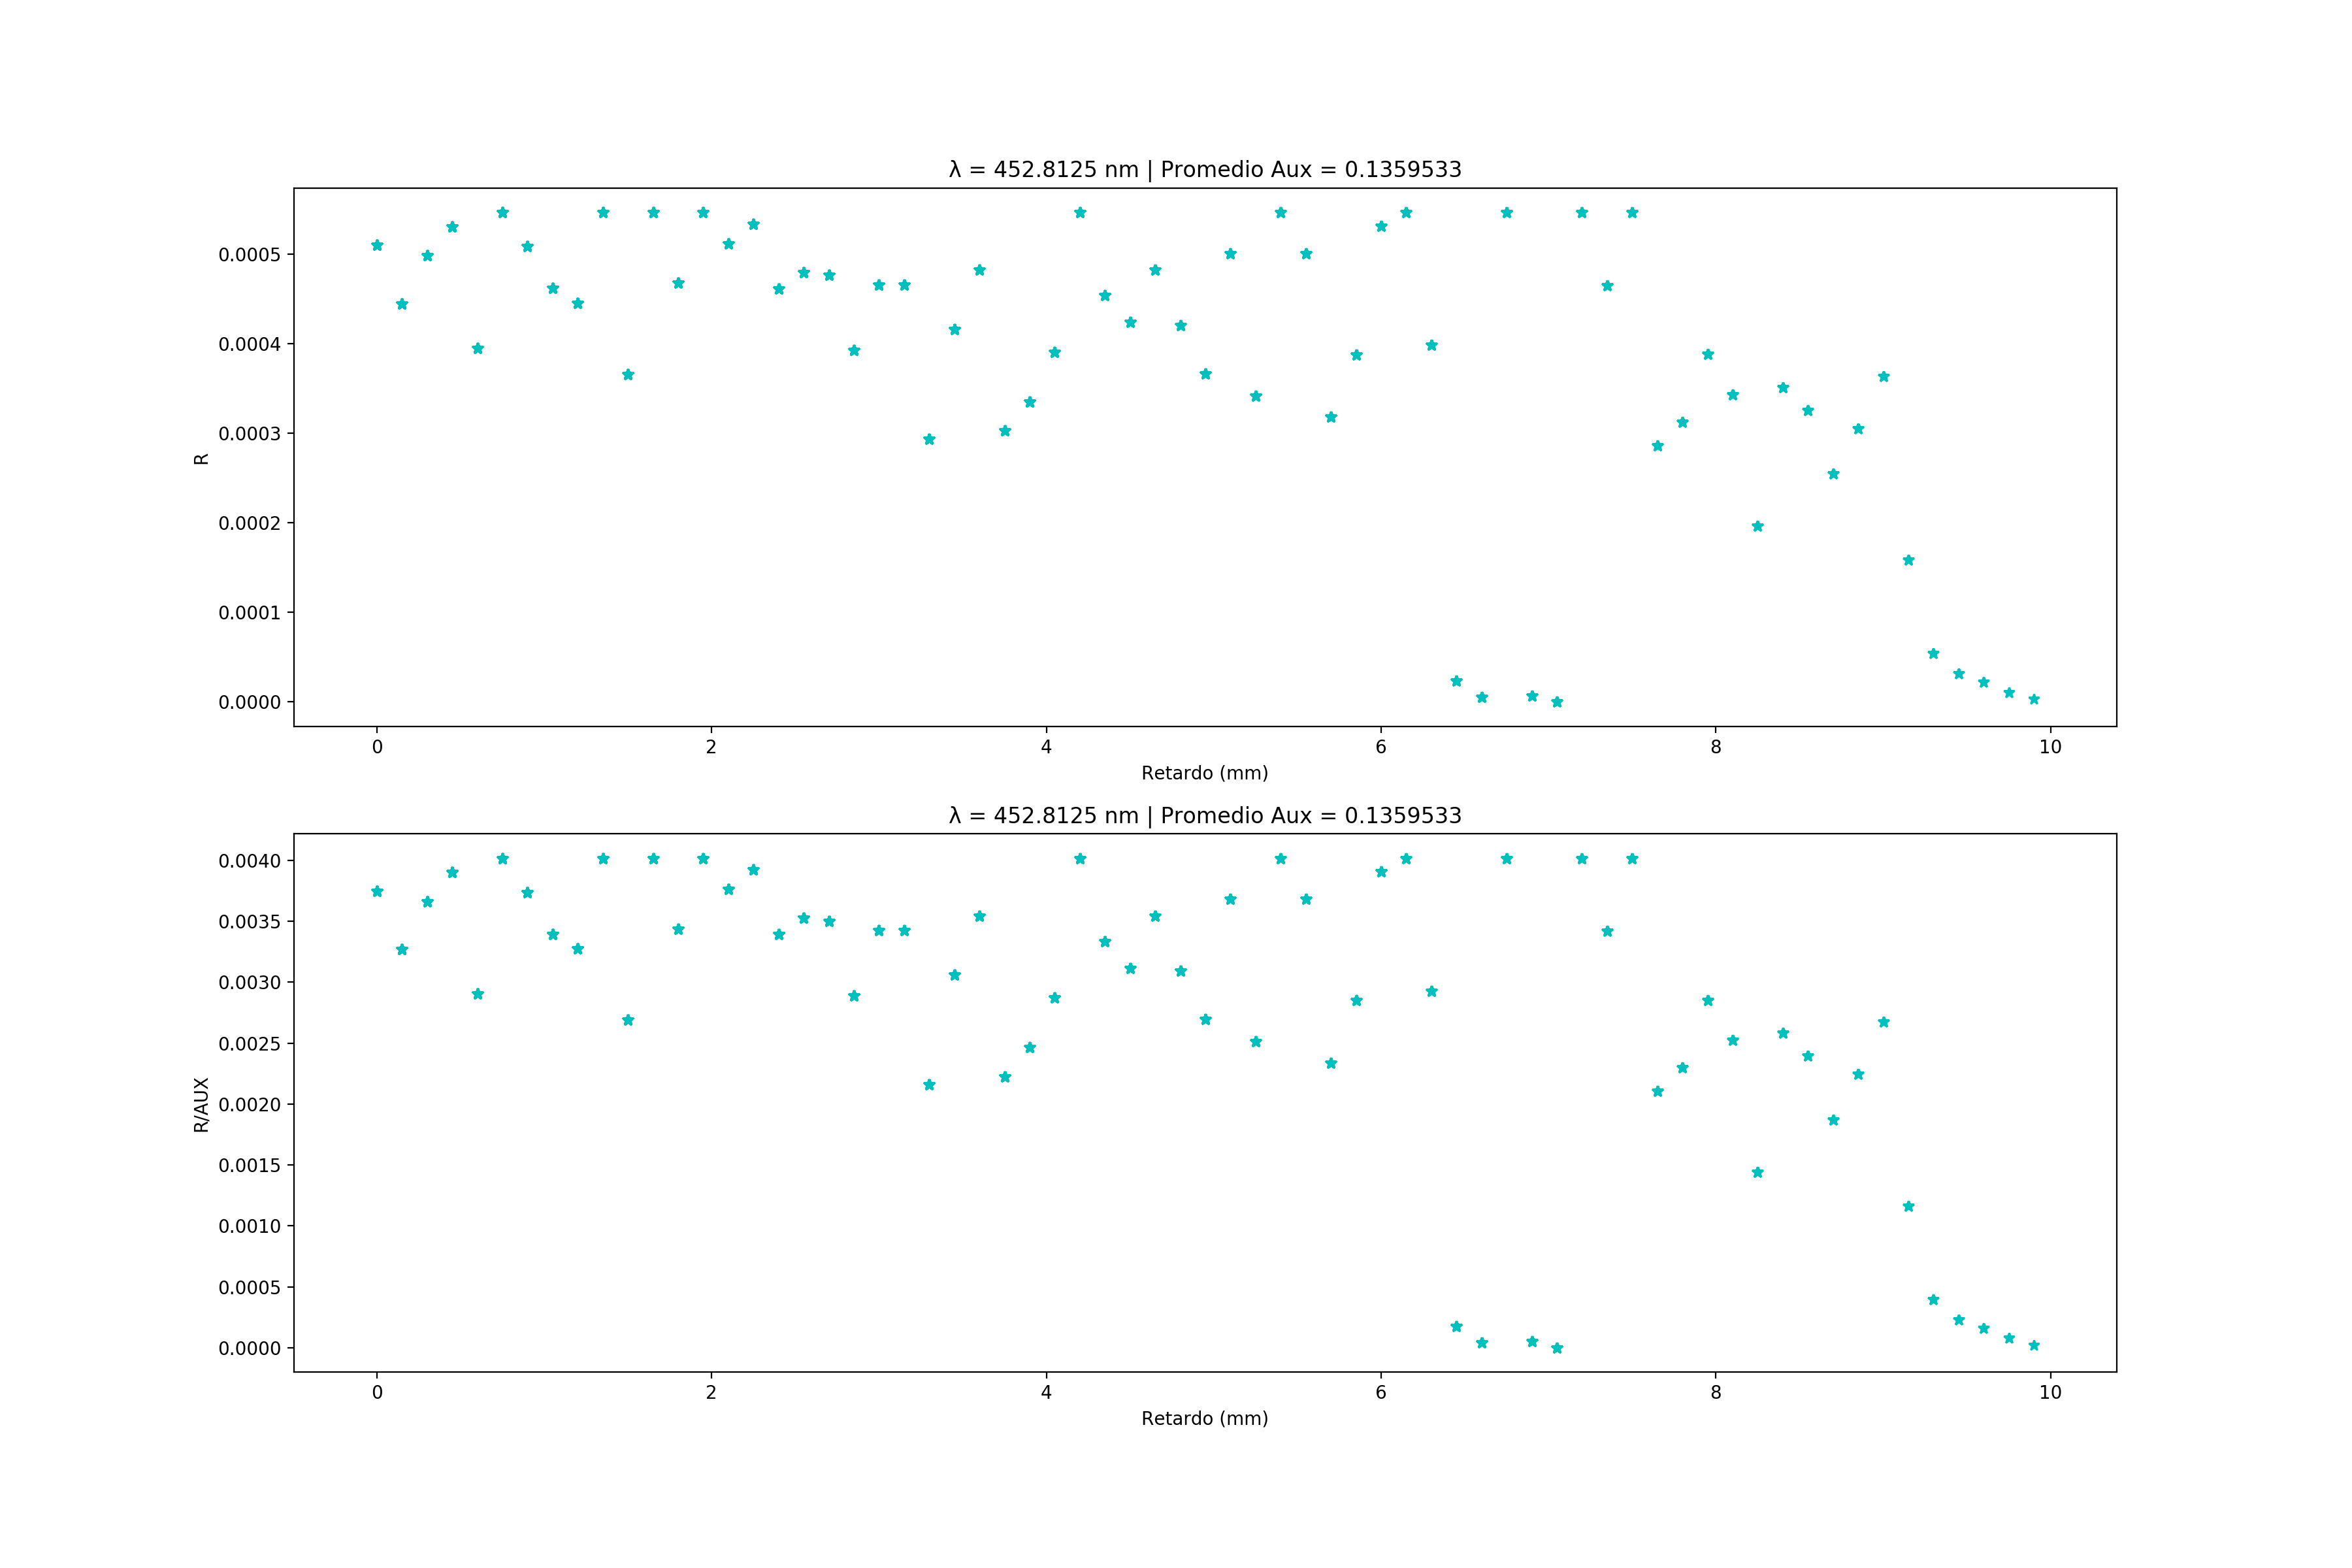 λ = 452.8125 nm | Promedio Aux = 0.1359533
0.0005
0.0004
0.0003
0.0002
0.0001
0.0000
R
0 2 4 6 8 10
Retardo (mm)
λ = 452.8125 nm | Promedio Aux = 0.1359533
0.0040
0.0035
0.0030
0.0025
0.0020
0.0015
0.0010
0.0005
0.0000
R/AUX
0 2 4 6 8 10
Retardo (mm)